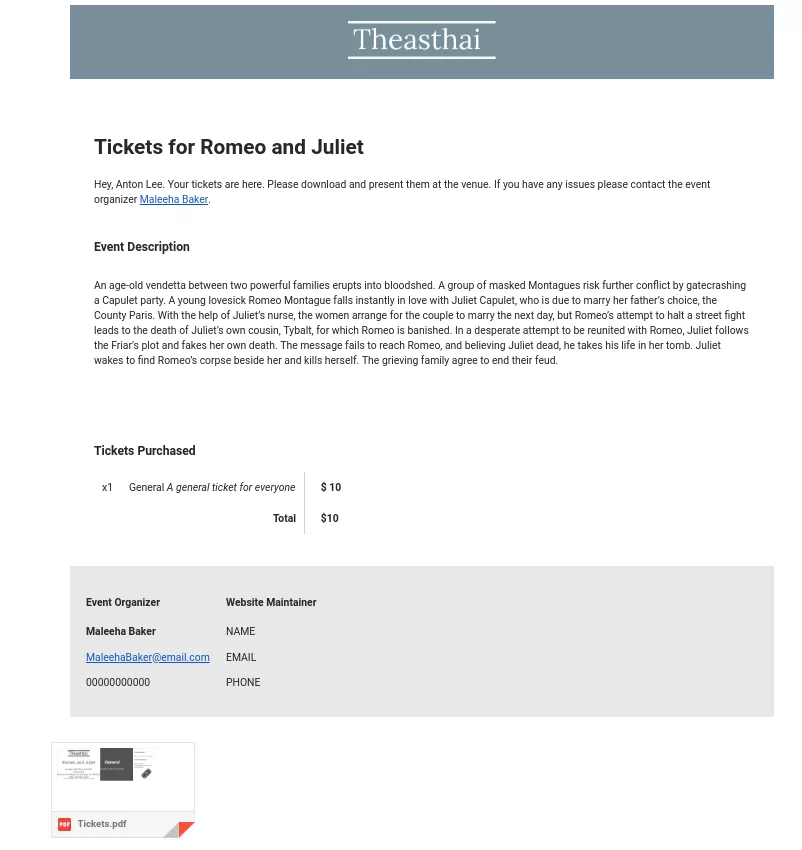 Theasthai
Tickets for Romeo and Juliet
Hey, Anton Lee. Your tickets are here. Please download and present them at the venue. If you have any issues please contact the event
organizer Maleeha Baker.
Event Description
An age-old vendetta between two powerful families erupts into bloodshed. A group of masked Montagues risk further conflict by gatecrashing
a Capulet party. A young lovesick Romeo Montague falls instantly in love with Juliet Capulet, who is due to marry her father's choice, the
County Paris. With the help of Juliet's nurse, the women arrange for the couple to marry the next day, but Romeo's attempt to halt a street fight
leads to the death of Juliet's own cousin, Tybalt, for which Romeo is banished. In a desperate attempt to be reunited with Romeo, Juliet follows
the Friar's plot and fakes her own death. The message fails to reach Romeo, and believing Juliet dead, he takes his life in her tomb. Juliet
wakes to find Romeo's corpse beside her and kills herself. The grieving family agree to end their feud.
Tickets Purchased
x1 General A general ticket for everyone $ 10
Total $10
Event Organizer Website Maintainer
Maleeha Baker NAME
MaleehaBaker@email.com EMAIL
00000000000 PHONE
Theasthai
Romeo and Juliet
General
PDF Tickets.pdf